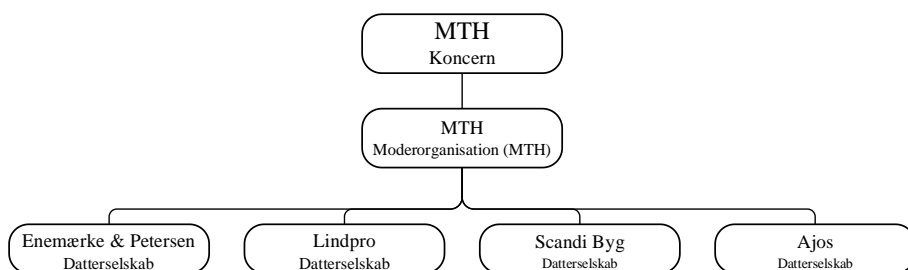 MTH
Koncern
MTH
Moderorganisation (MTH)
Enemærke & Petersen
Datterselskab
Lindpro
Datterselskab
Scandi Byg
Datterselskab
Ajos
Datterselskab